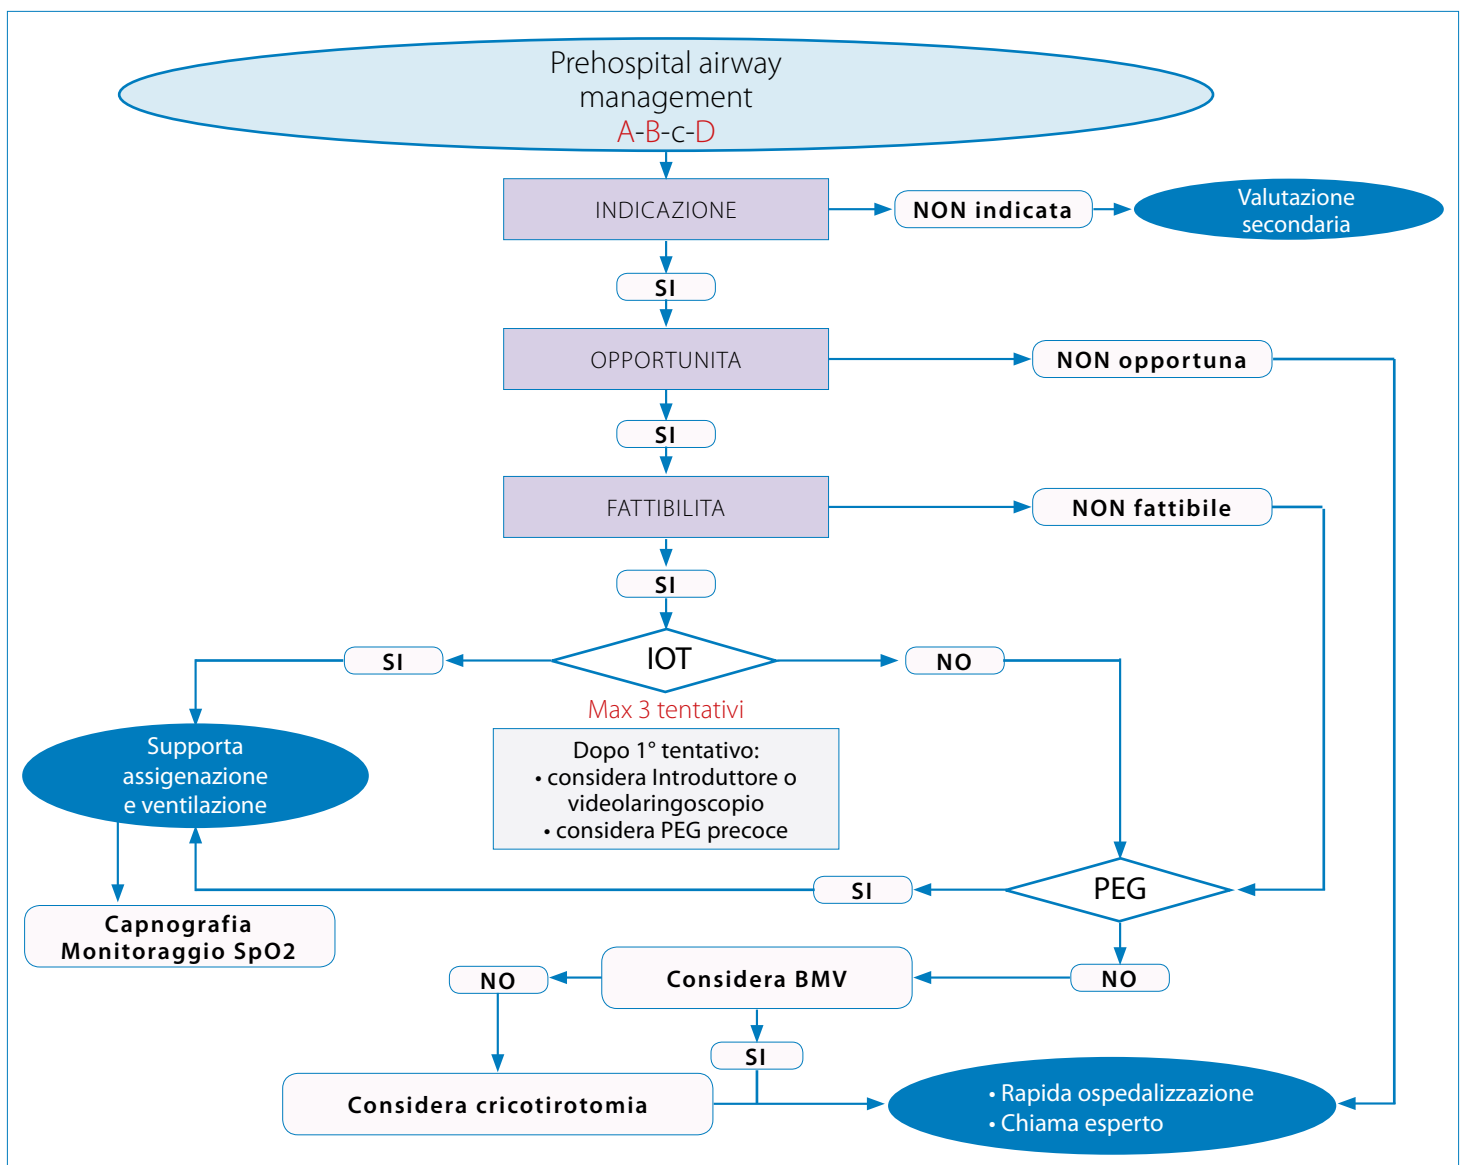 Prehospital airway
management
A-B-c-D
INDICAZIONE
NON indicata
Valutazione
secondaria
SI
OPPORTUNITA
NON opportuna
SI
FATTIBILITA
NON fattibile
SI
SI
IOT
NO
Max 3 tentativi
Dopo 1° tentativo:
• considera Introduttore o
videolaringoscopio
• considera PEG precoce
Supporta
assigenazione
e ventilazione
SI
PEG
Capnografia
Monitoraggio SpO2
NO
Considera BMV
NO
SI
Considera cricotirotomia
• Rapida ospedalizzazione
• Chiama esperto